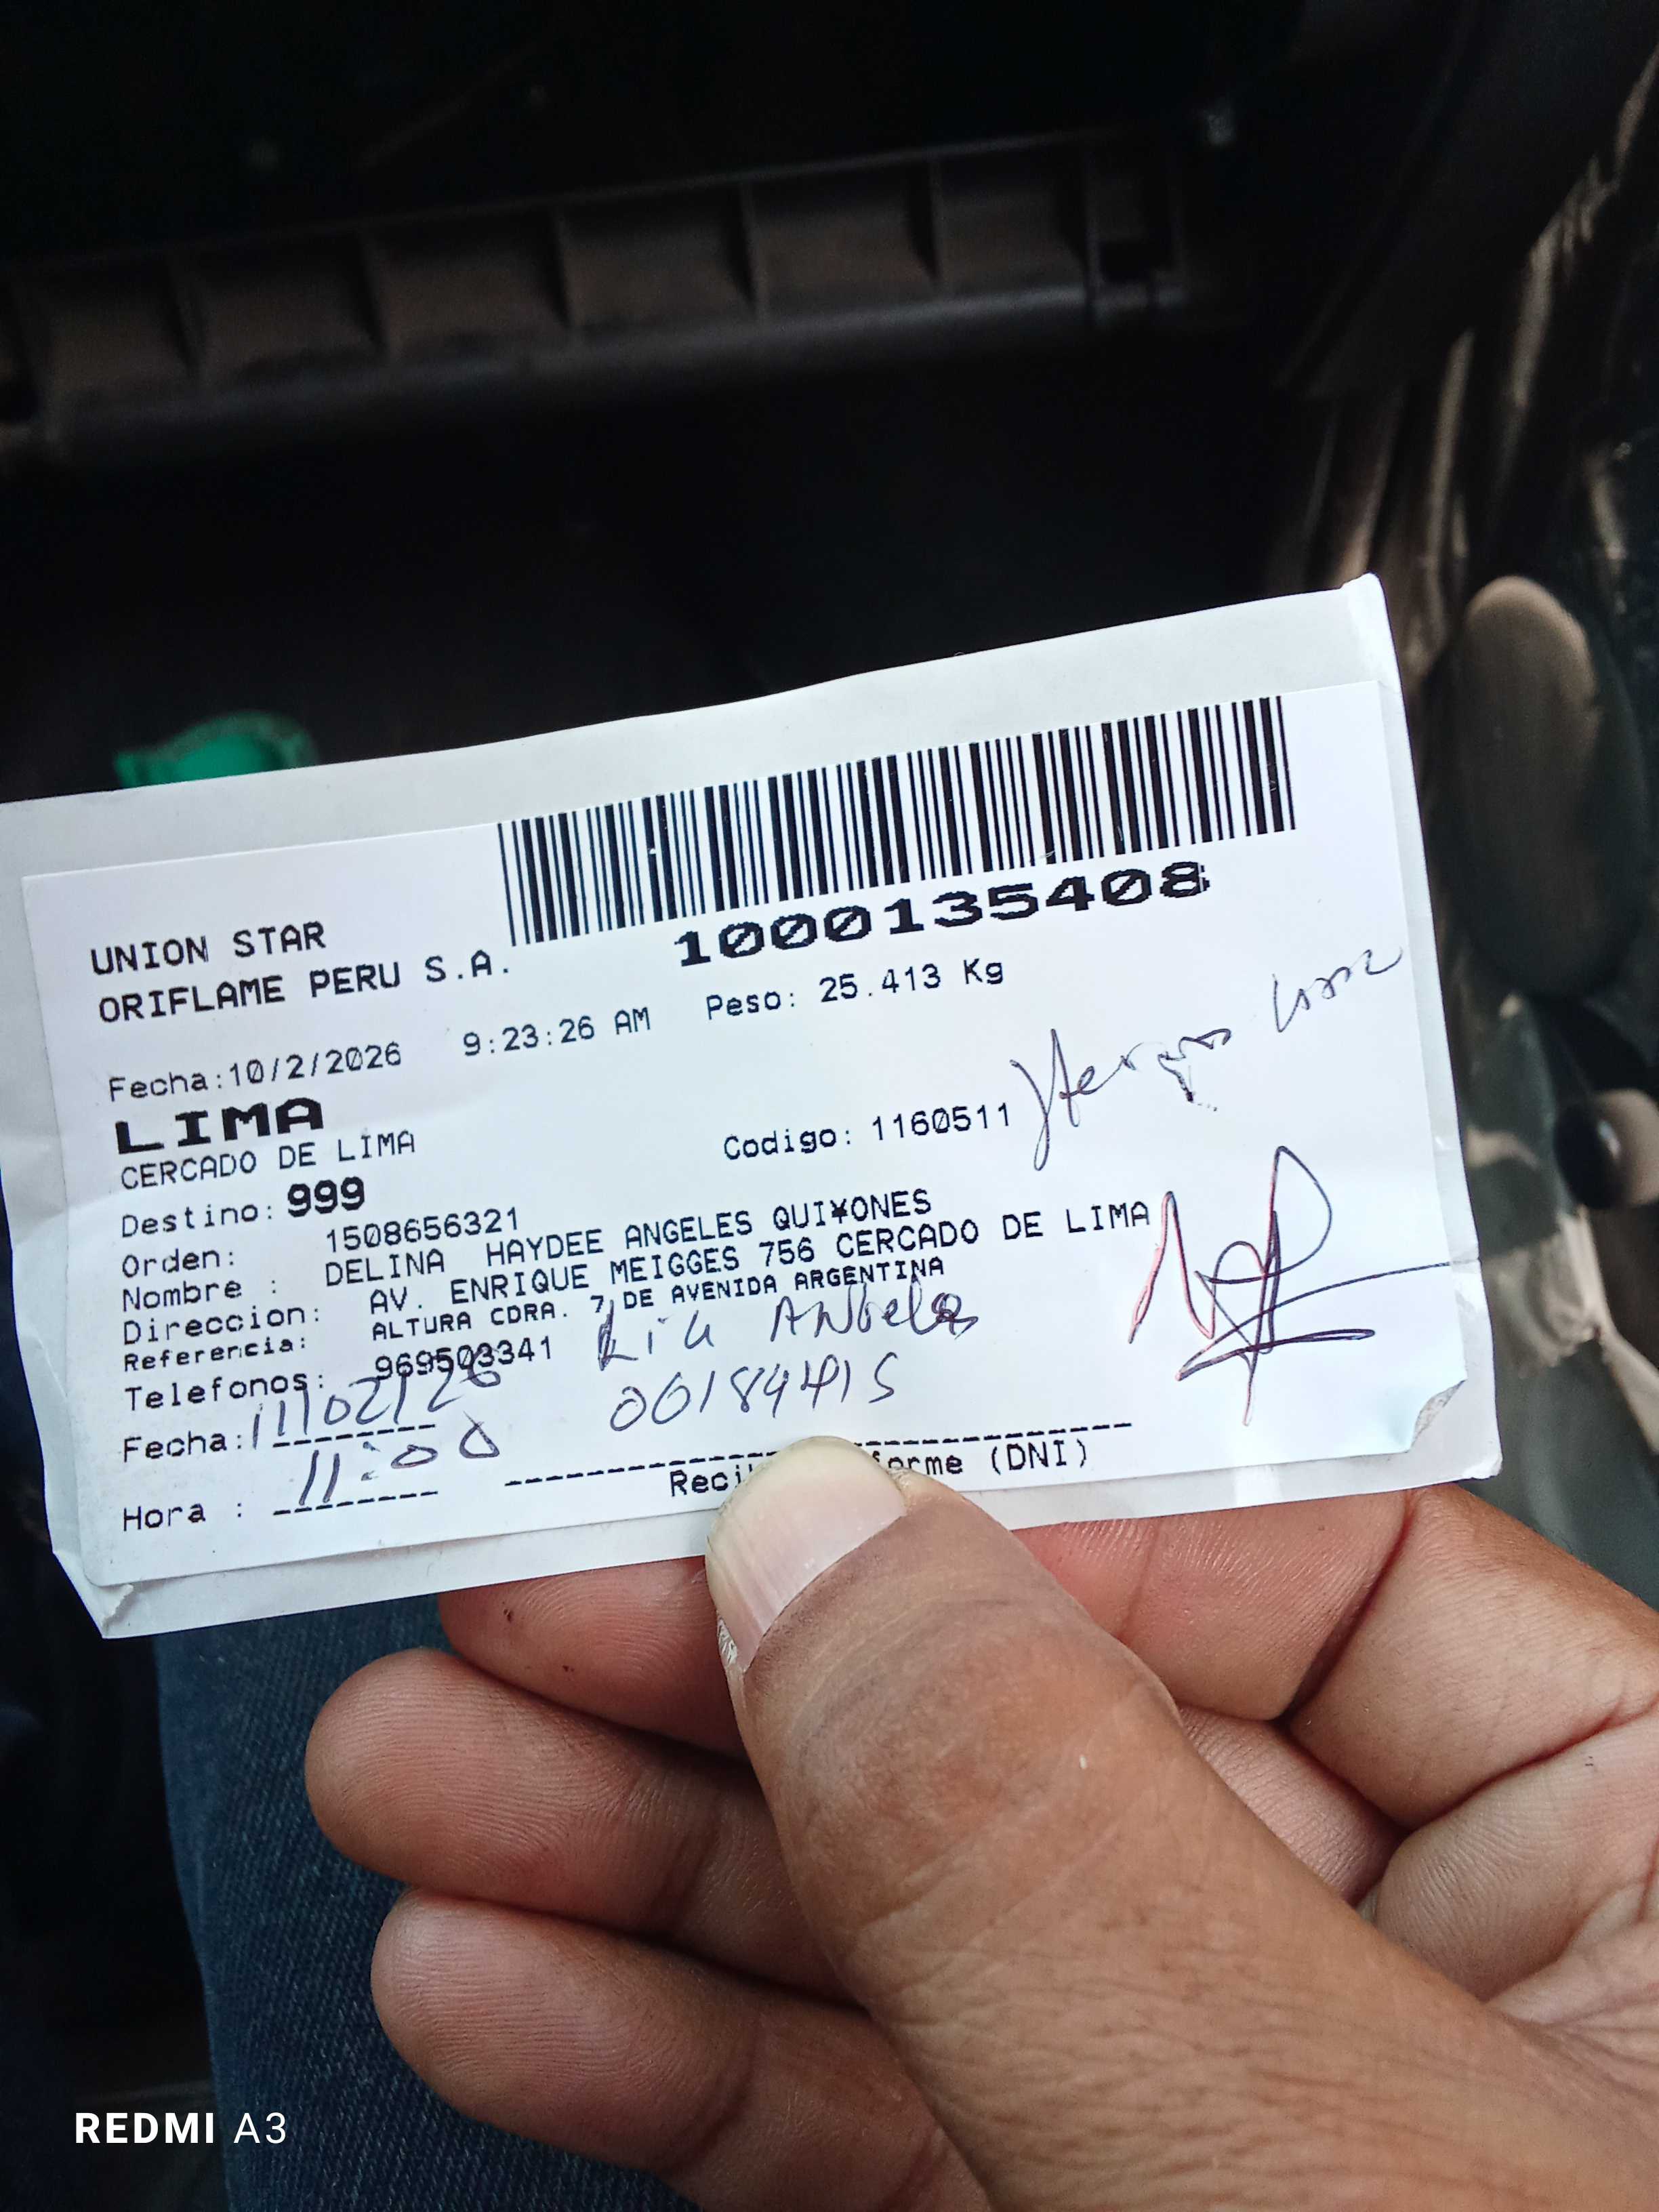 UNION STAR
ORIFLAME PERU S.A.
1000135408
Fecha:10/2/2026 9:23:26 AM Peso: 25.413 Kg
LIMA
CERCADO DE LIMA
Codigo: 1160511
Destino: 999
Orden: 1508656321
Nombre : DELINA HAYDEE ANGELES QUI¥ONES
Direccion: AV. ENRIQUE MEIGGES 756 CERCADO DE LIMA
Referencia: ALTURA CDRA. 7 DE AVENIDA ARGENTINA
Telefonos: 969503341
Fecha: 11/02/26
00184415
Hora : 11:00
(DNI)
REDMI A3